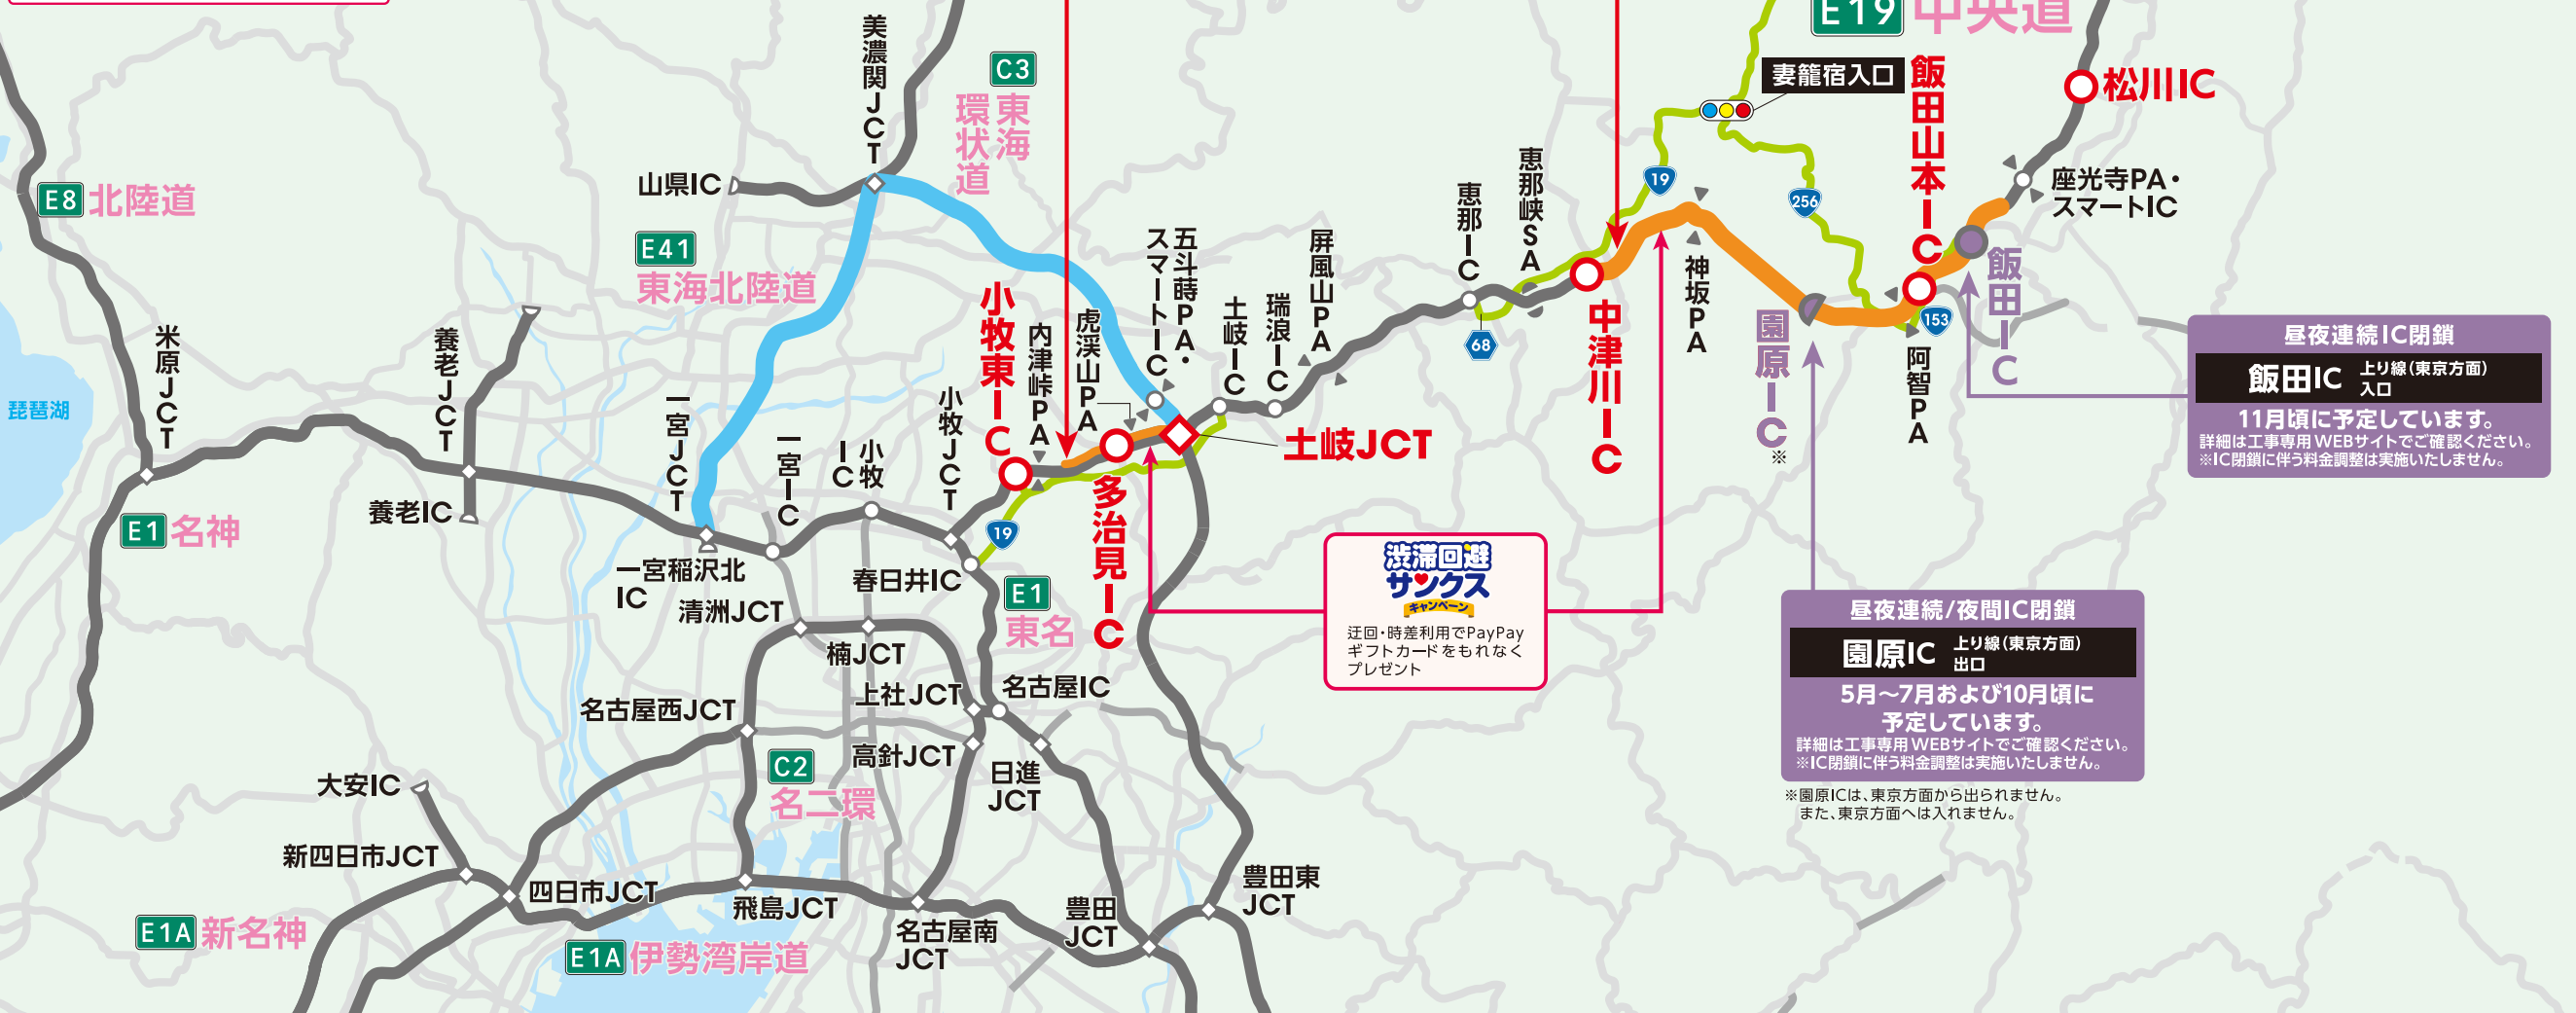 E19 中央道
美濃関JCT
C3
東海
環状道
妻籠宿入口
飯田山本IC
松川IC
座光寺PA・
スマートIC
山県IC
E8 北陸道
E41
東海北陸道
19
256
恵那IC
恵那峡SA
五斗蒔PA・
スマートIC
屏風山PA
瑞浪IC
土岐IC
神坂PA
飯田IC
園原IC
※
153
阿智PA
68
中津川IC
小牧東IC
内津峠PA
虎渓山PA
土岐JCT
多治見IC
米原JCT
養老JCT
琵琶湖
一宮JCT
一宮IC
小牧
IC
小牧JCT
養老IC
E1 名神
19
一宮稲沢北
IC
春日井IC
清洲JCT
E1
東名
楠JCT
上社JCT
名古屋IC
名古屋西JCT
高針JCT
日進
JCT
C2
名二環
大安IC
新四日市JCT
四日市JCT
飛島JCT
名古屋南
JCT
豊田
JCT
豊田東
JCT
E1A 新名神
E1A 伊勢湾岸道
渋滞回避
サンクス
キャンペーン
迂回・時差利用でPayPay
ギフトカードをもれなく
プレゼント
昼夜連続IC閉鎖
飯田IC 上り線(東京方面)
入口
11月頃に予定しています。
詳細は工事専用WEBサイトでご確認ください。
※IC閉鎖に伴う料金調整は実施いたしません。
昼夜連続/夜間IC閉鎖
園原IC 上り線(東京方面)
出口
5月～7月および10月頃に
予定しています。
詳細は工事専用WEBサイトでご確認ください。
※IC閉鎖に伴う料金調整は実施いたしません。
※園原ICは、東京方面から出られません。
また、東京方面へは入れません。